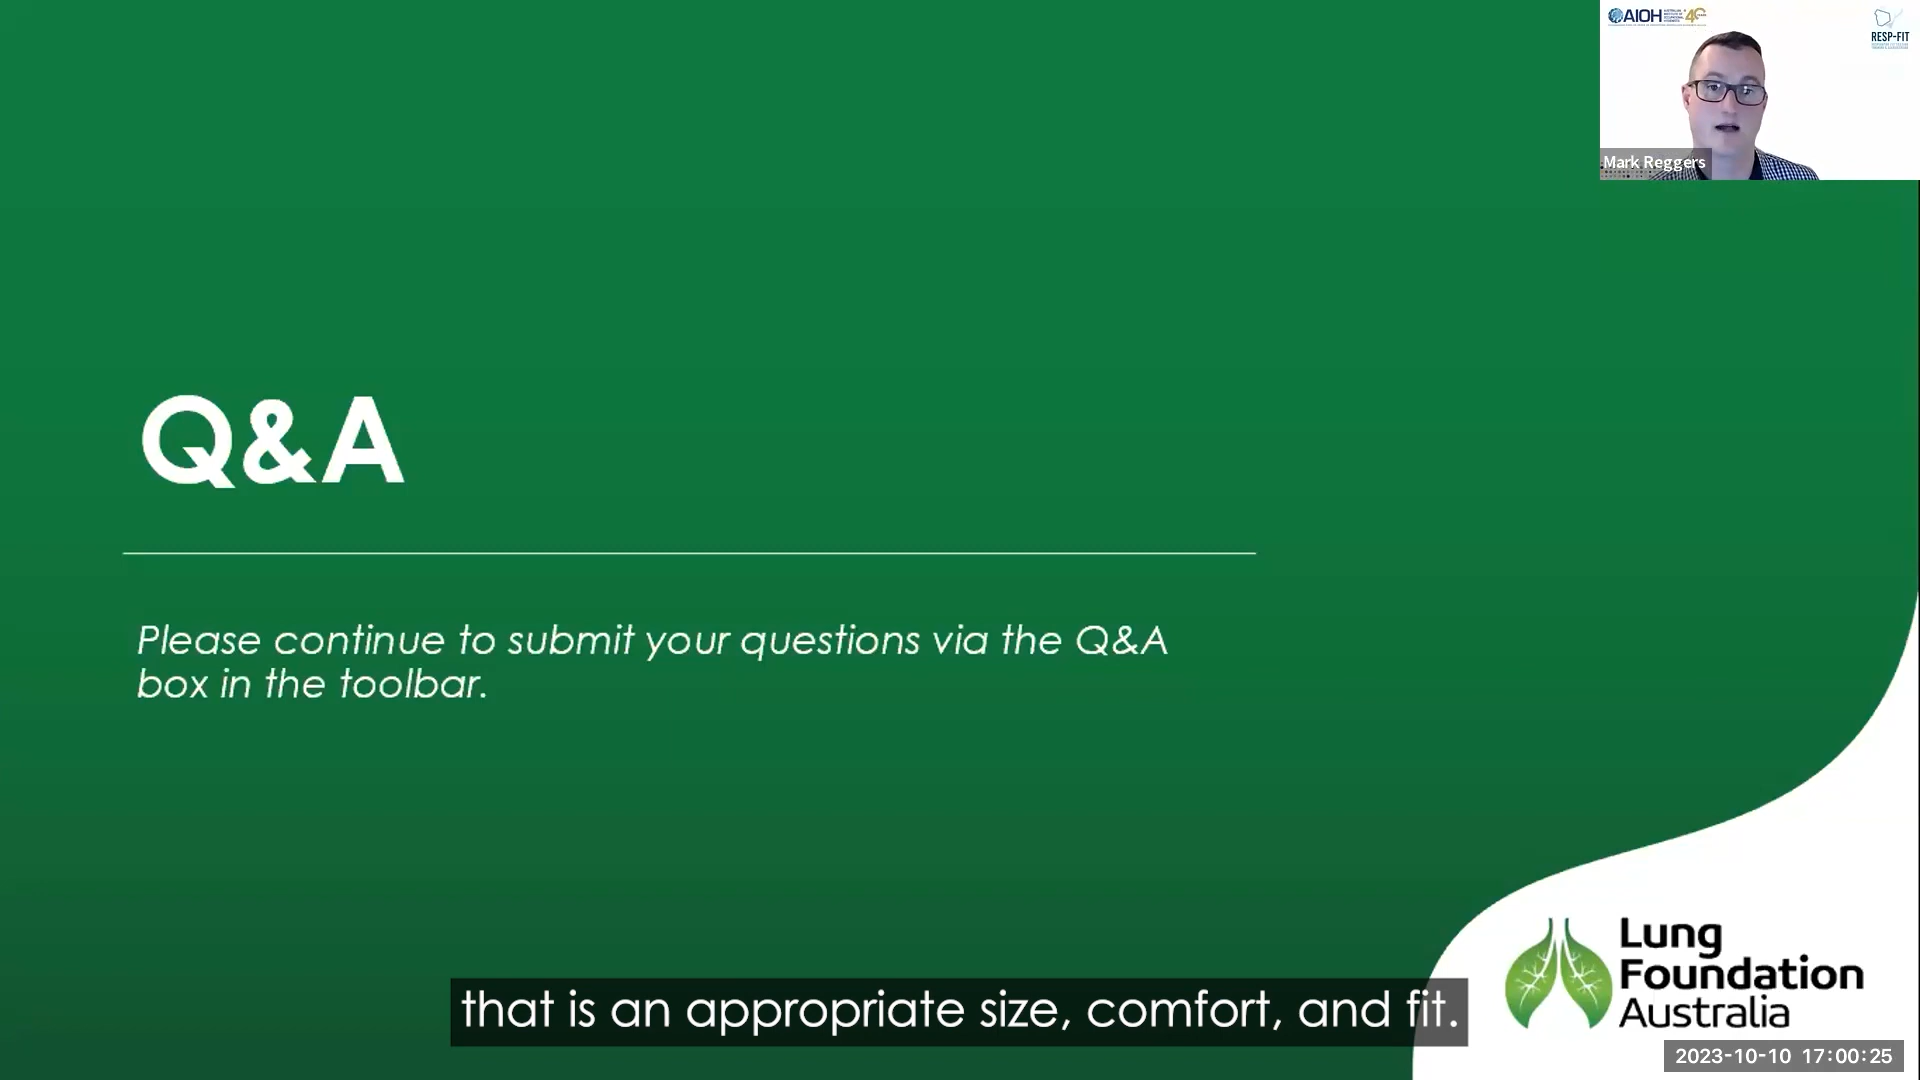 AIOH
40
RESP-FIT
Mark Reggers
Q&A
Please continue to submit your questions via the Q&A
box in the toolbar.
that is an appropriate size, comfort, and fit.
Lung
Foundation
Australia
2023-10-10 17:00:25